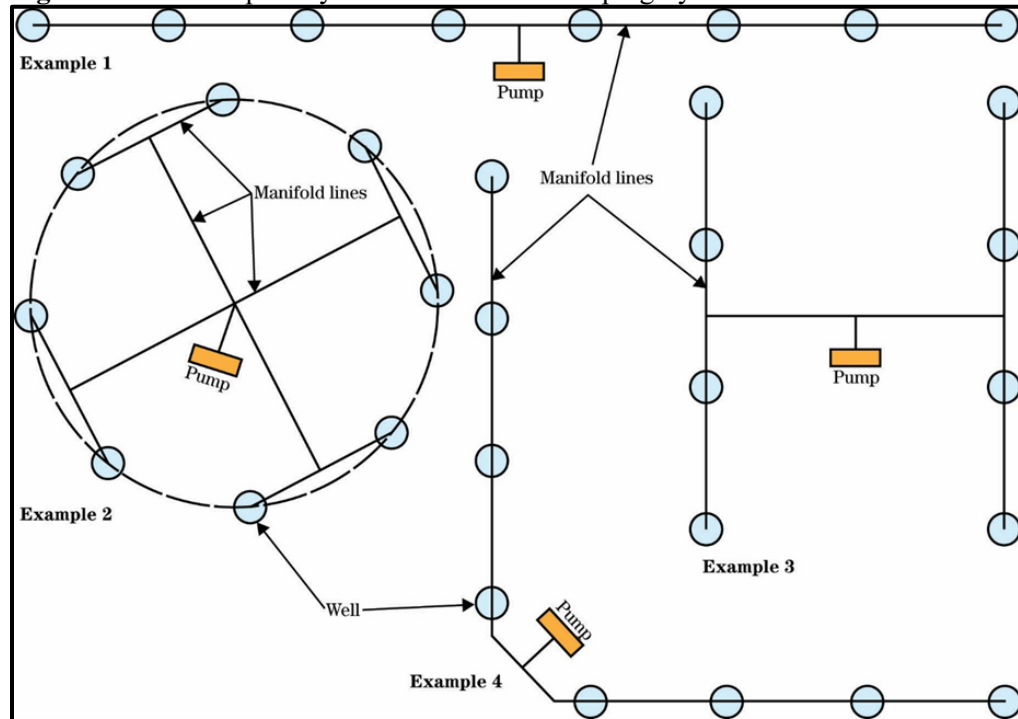 Example 1
Pump
Manifold lines
Manifold lines
Pump
Pump
Example 2
Example 3
Well
Pump
Example 4